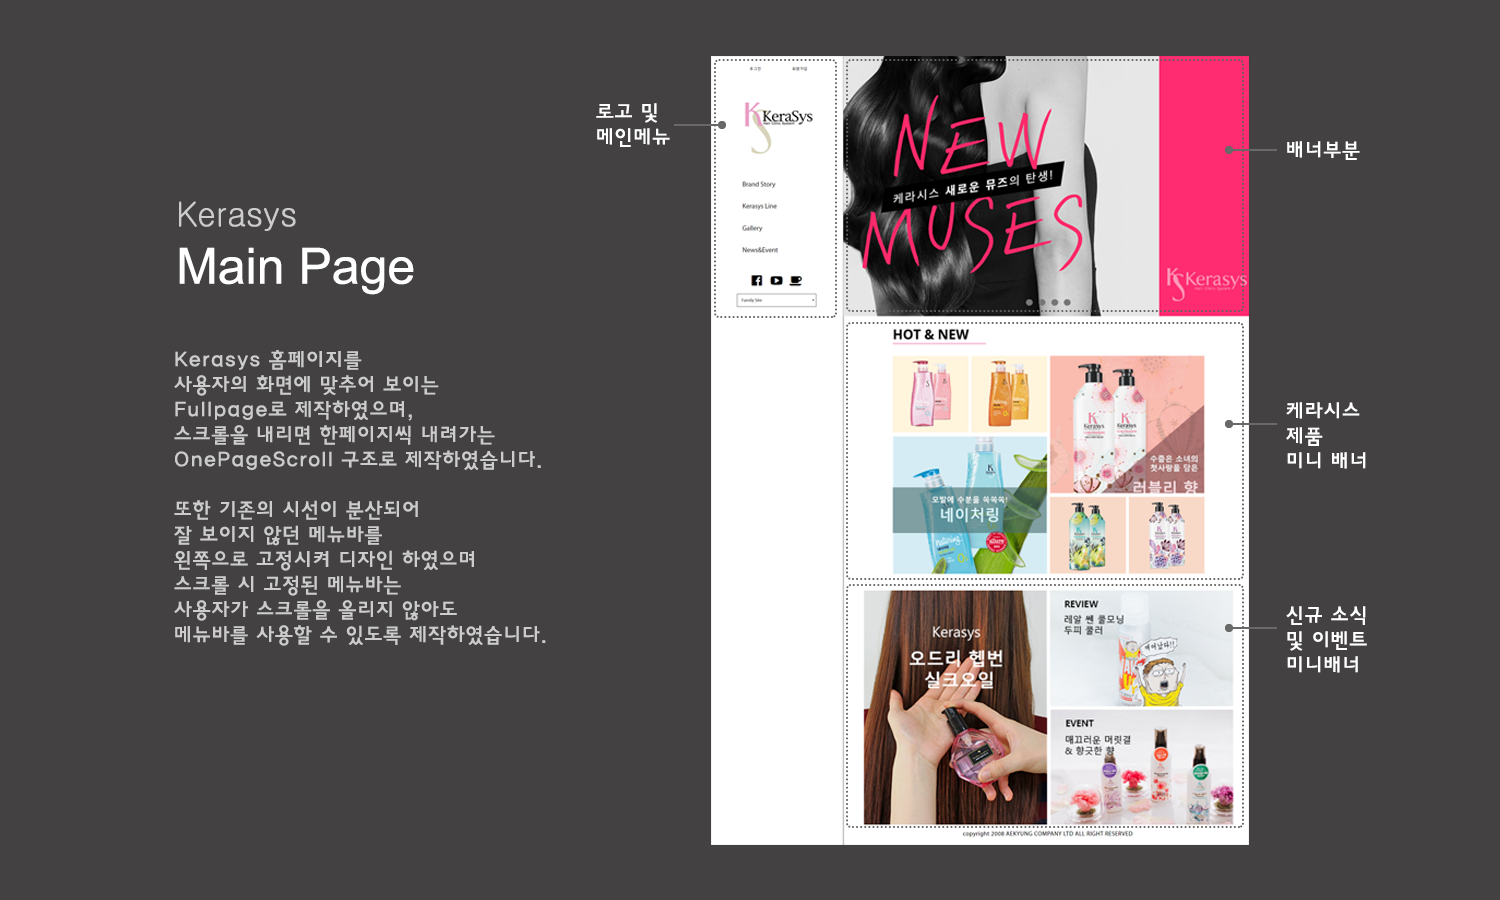 Kerasys
Main Page
Kerasys 홈페이지를
사용자의 화면에 맞추어 보이는
Fullpage로 제작하였으며,
스크롤을 내리면 한페이지씩 내려가는
OnePageScroll 구조로 제작하였습니다.
또한 기존의 시선이 분산되어
잘 보이지 않던 메뉴바를
왼쪽으로 고정시켜 디자인 하였으며
스크롤 시 고정된 메뉴바는
사용자가 스크롤을 올리지 않아도
메뉴바를 사용할 수 있도록 제작하였습니다.
로고 및
메인메뉴
로그인 회원가입
KeraSys
Brand Story
Kerasys Line
Gallery
News&Event
Family Site
NEW
케라시스 새로운 뮤즈의 탄생!
MUSES
Kerasys
배너부분
HOT & NEW
모발에 수분을 쏙쏙쏙!
네이처링
Kerasys
Kerasys
수줍은 소녀의
첫사랑을 담은
러블리 향
케라시스
제품
미니 배너
Kerasys
오드리 헵번
실크오일
REVIEW
레알 쎈 쿨모닝
두피 쿨러
EVENT
매끄러운 머릿결
& 향긋한 향
신규 소식
및 이벤트
미니배너
copyright 2008 AEKYUNG COMPANY LTD ALL RIGHT RESERVED